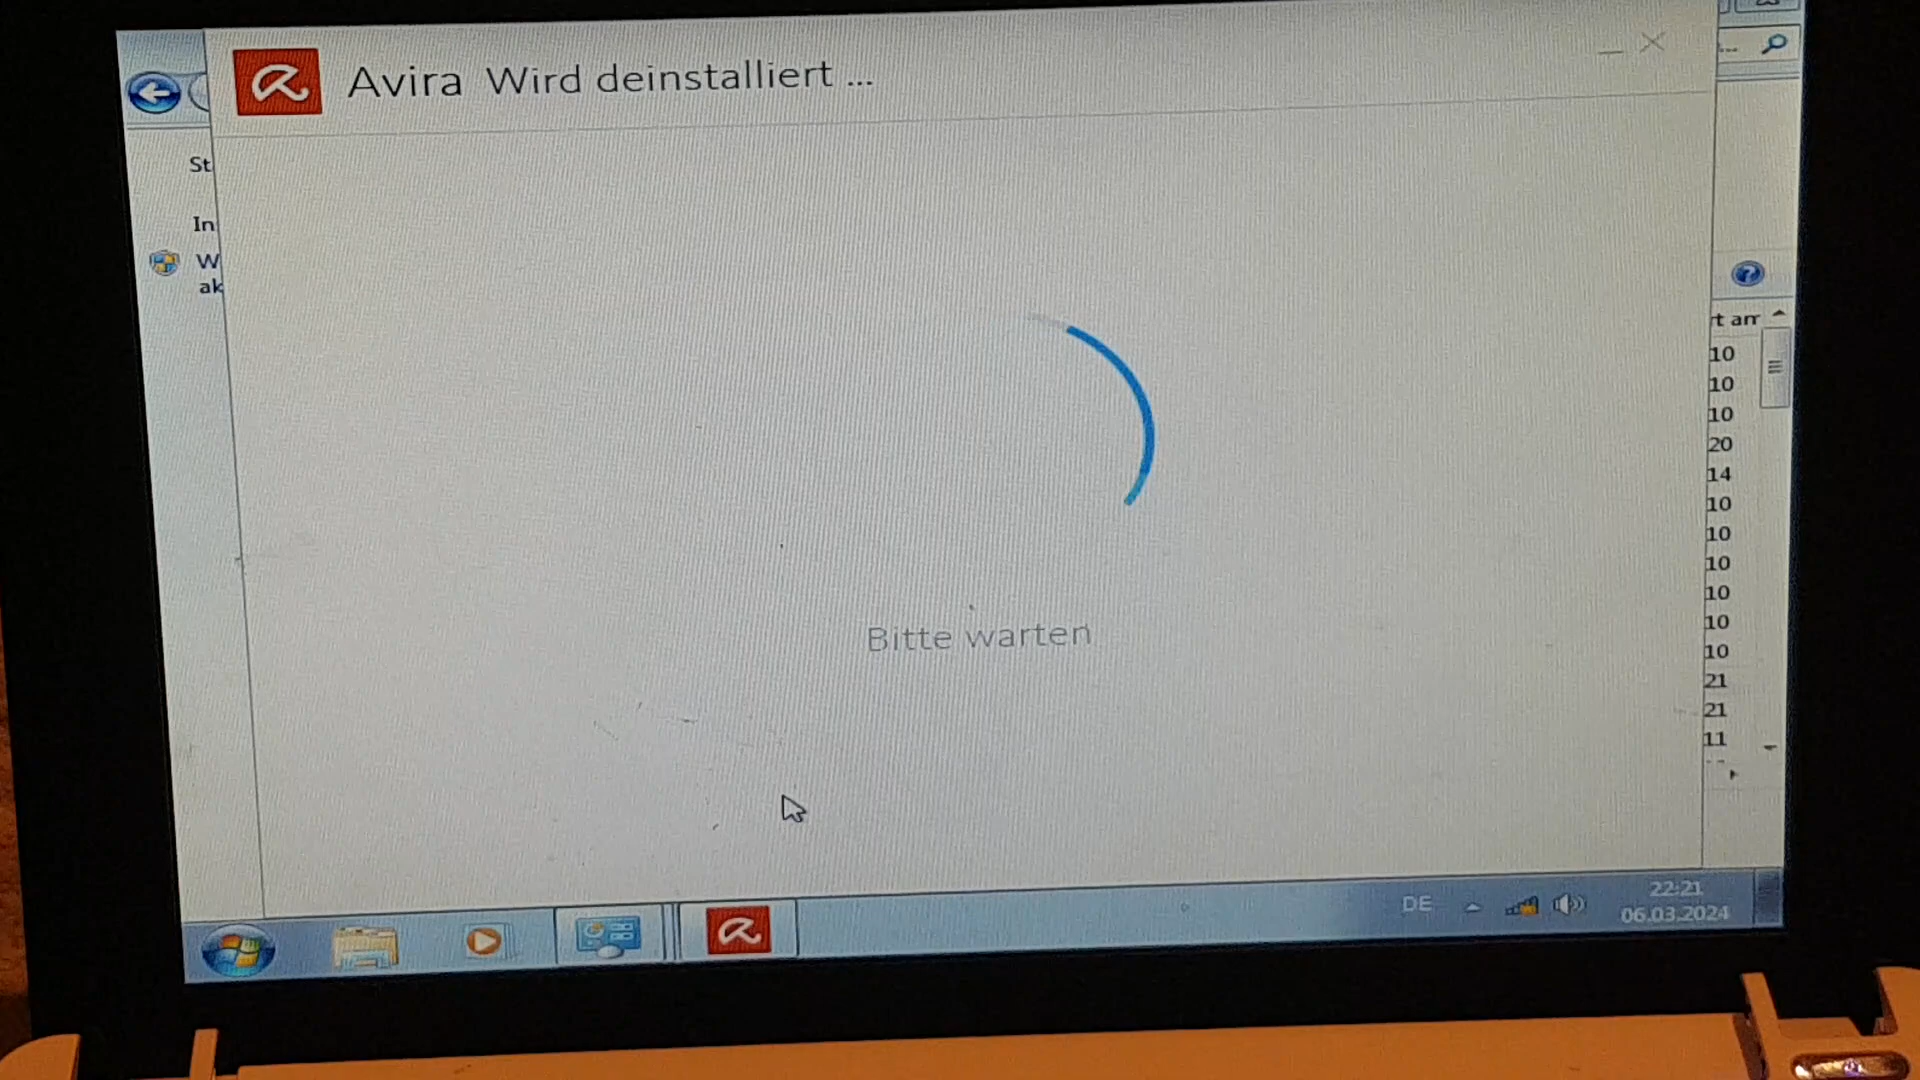 Avira Wird deinstalliert ...
...
St
In
W
ak
t am
10
10
10
20
14
10
10
10
10
10
10
21
21
11
Bitte warten
DE
22:21
06.03.2024